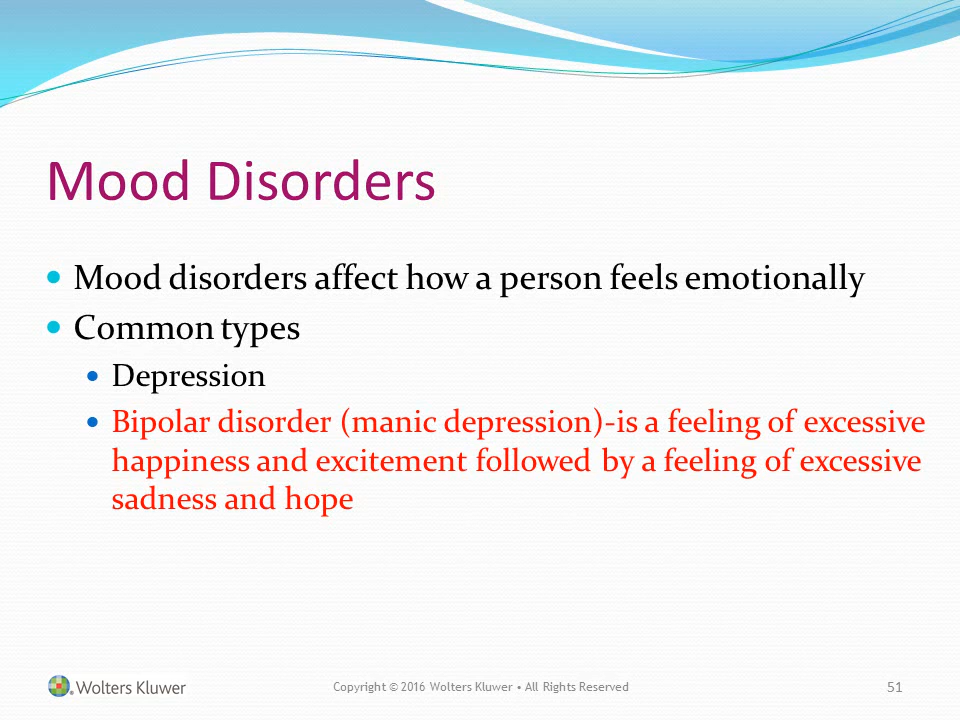 Mood Disorders
Mood disorders affect how a person feels emotionally
Common types
Depression
Bipolar disorder (manic depression)-is a feeling of excessive
happiness and excitement followed by a feeling of excessive
sadness and hope
Wolters Kluwer
Copyright © 2016 Wolters Kluwer • All Rights Reserved
51